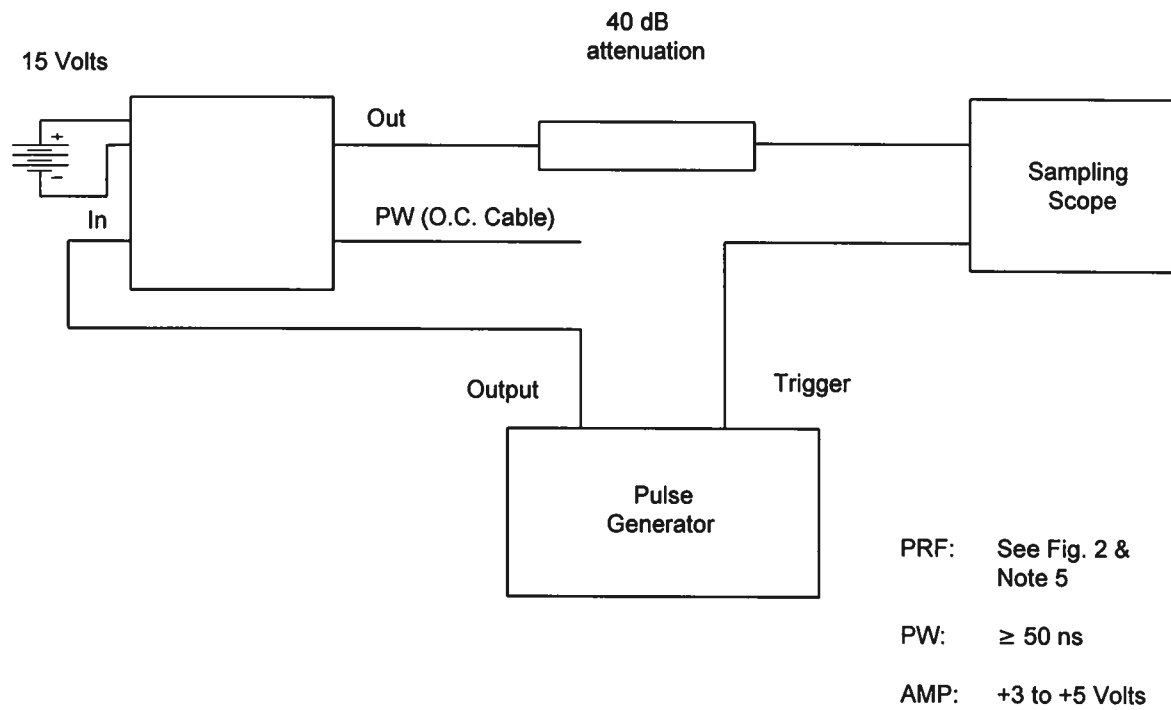 40 dB
attenuation
15 Volts
+
Out
−
In
PW (O.C. Cable)
Sampling
Scope
Output
Trigger
Pulse
Generator
PRF: See Fig. 2 &
Note 5
PW: ≥ 50 ns
AMP: +3 to +5 Volts